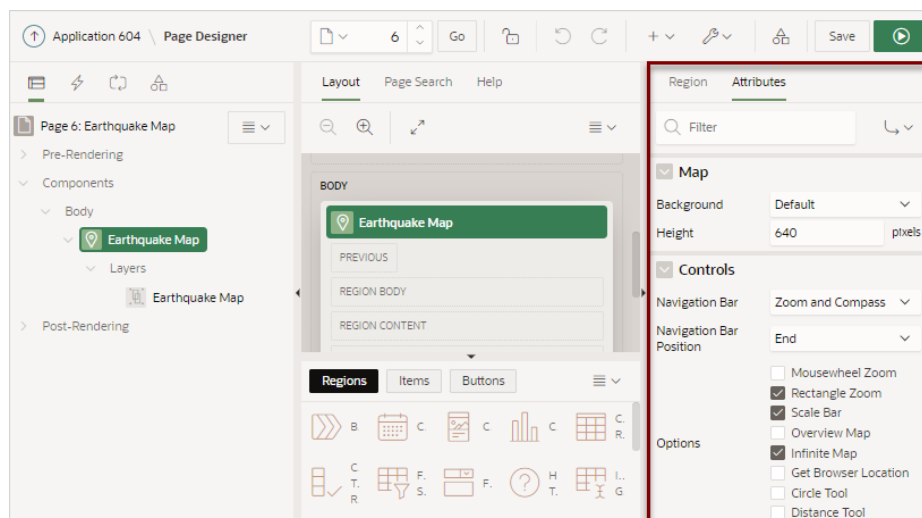 Application 604 \ Page Designer
6
Go
Save
Layout
Page Search
Help
Region
Attributes
Page 6: Earthquake Map
Filter
Pre-Rendering
Components
Body
Earthquake Map
Layers
Earthquake Map
Post-Rendering
BODY
Earthquake Map
PREVIOUS
REGION BODY
REGION CONTENT
Regions
Items
Buttons
B
C
C
C
C.
R.
C
T.
R
F.
S.
F.
H
T.
I..
G
Map
Background
Default
Height
640
pixels
Controls
Navigation Bar
Zoom and Compass
Navigation Bar
Position
End
Options
Mousewheel Zoom
Rectangle Zoom
Scale Bar
Overview Map
Infinite Map
Get Browser Location
Circle Tool
Distance Tool